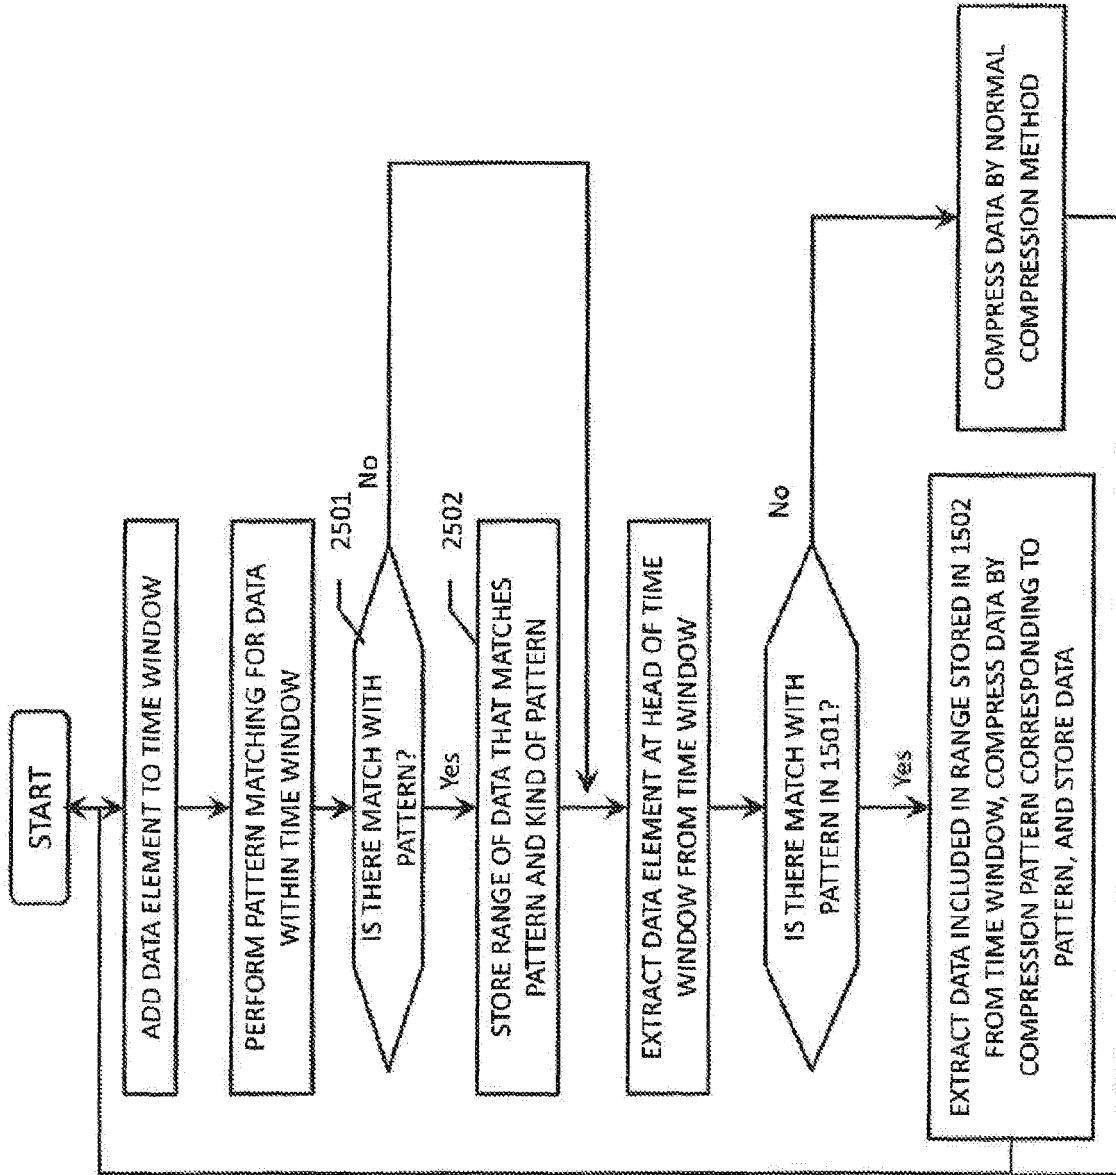 START
ADD DATA ELEMENT TO TIME WINDOW
PERFORM PATTERN MATCHING FOR DATA
WITHIN TIME WINDOW
2501
IS THERE MATCH WITH
PATTERN?
No
Yes
2502
STORE RANGE OF DATA THAT MATCHES
PATTERN AND KIND OF PATTERN
EXTRACT DATA ELEMENT AT HEAD OF TIME
WINDOW FROM TIME WINDOW
IS THERE MATCH WITH
PATTERN IN 1501?
No
Yes
EXTRACT DATA INCLUDED IN RANGE STORED IN 1502
FROM TIME WINDOW, COMPRESS DATA BY
COMPRESSION PATTERN CORRESPONDING TO
PATTERN, AND STORE DATA
COMPRESS DATA BY NORMAL
COMPRESSION METHOD